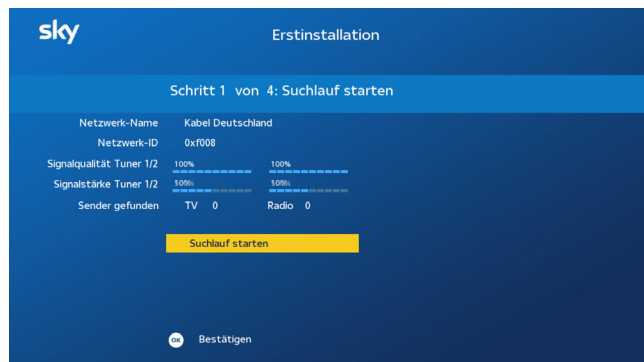 sky
Erstinstallation
Schritt 1 von 4: Suchlauf starten
Netzwerk-Name Kabel Deutschland
Netzwerk-ID 0xf008
Signalqualität Tuner 1/2 100% 100%
Signalstärke Tuner 1/2 50% 50%
Sender gefunden TV 0 Radio 0
Suchlauf starten
OK Bestätigen